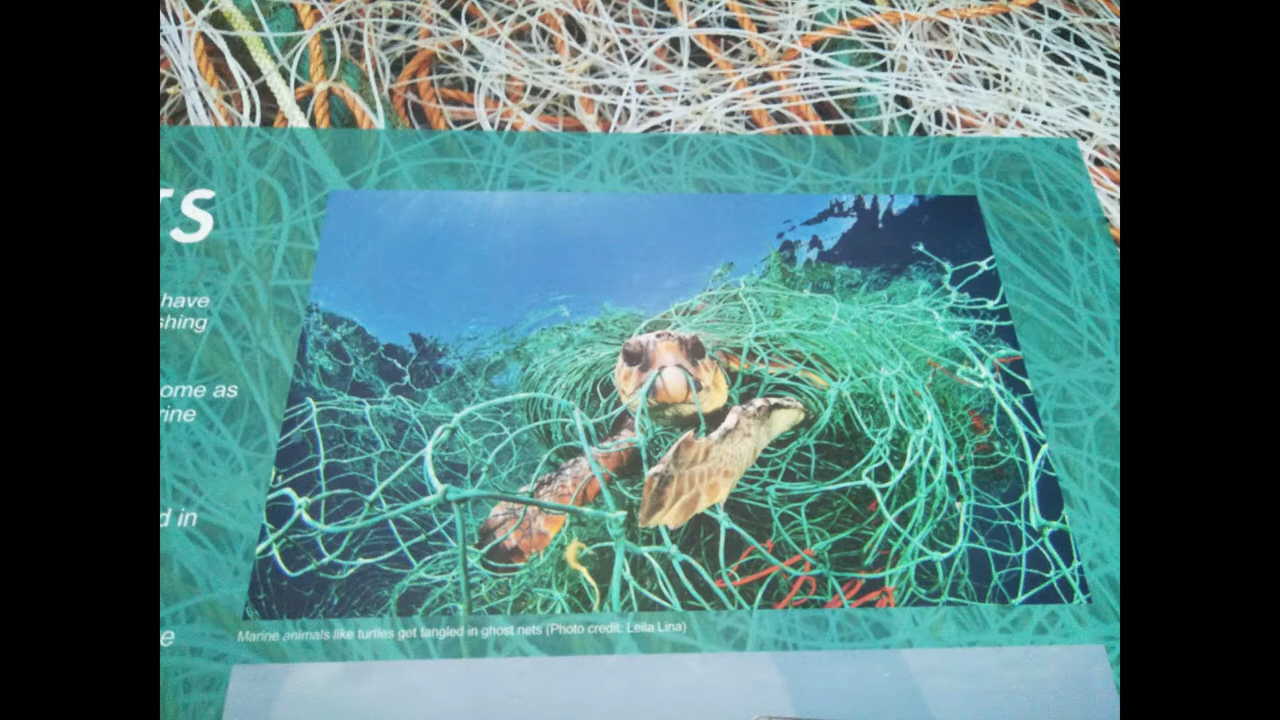 TS
have
shing
ome as
rine
d in
e
Marine animals like turtles get tangled in ghost nets (Photo credit: Leila Lina)